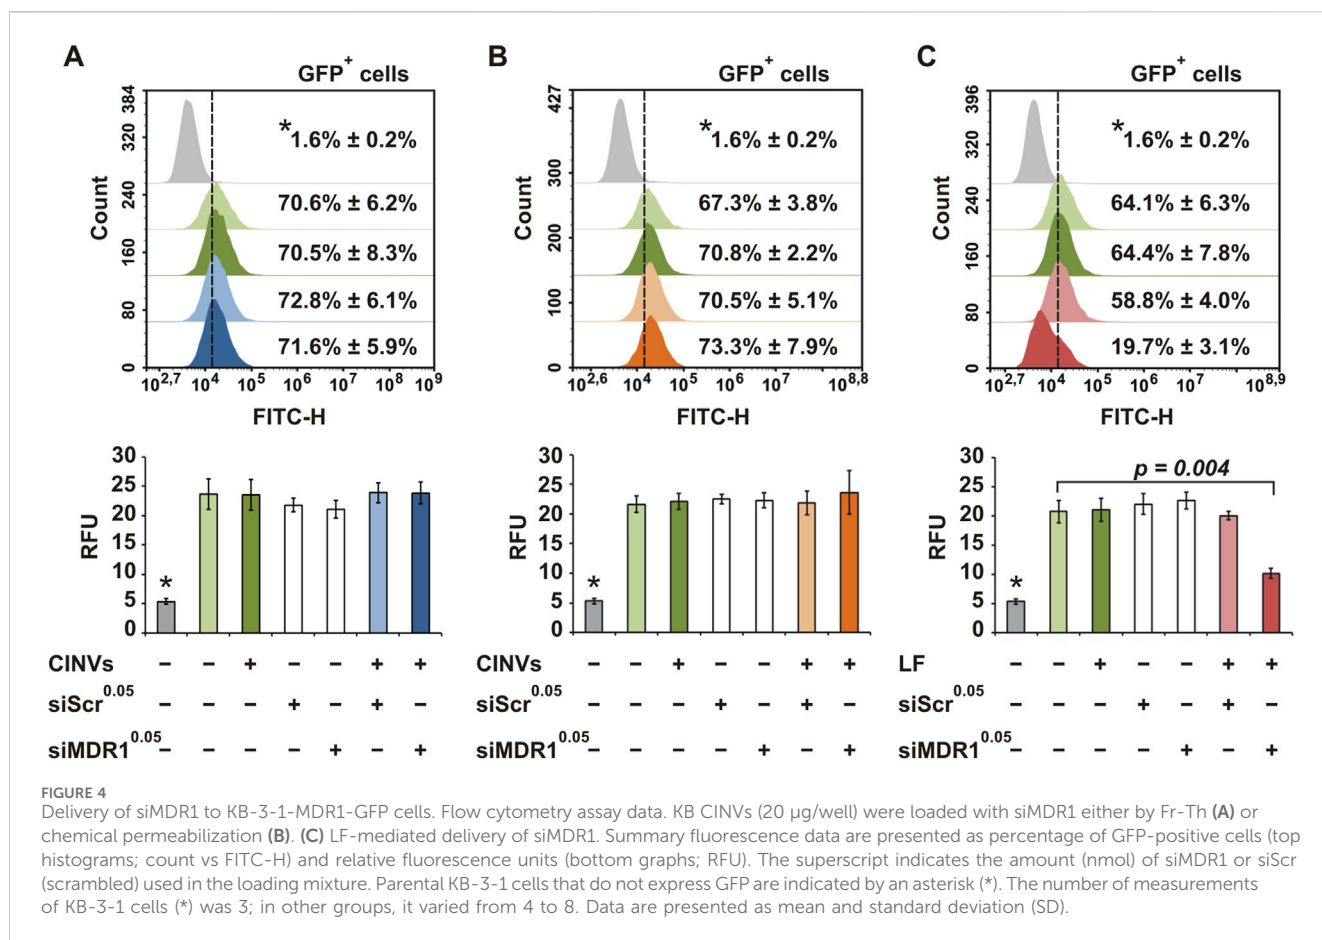 A
GFP+ cells
384
320
240
160
80
0
Count
*1.6% ± 0.2%
70.6% ± 6.2%
70.5% ± 8.3%
72.8% ± 6.1%
71.6% ± 5.9%
10^2,7 10^4 10^5 10^6 10^7 10^8 10^9
FITC-H
B
GFP+ cells
427
400
300
200
100
0
Count
*1.6% ± 0.2%
67.3% ± 3.8%
70.8% ± 2.2%
70.5% ± 5.1%
73.3% ± 7.9%
10^2,6 10^4 10^5 10^6 10^7 10^8,8
FITC-H
C
GFP+ cells
396
320
240
160
80
0
Count
*1.6% ± 0.2%
64.1% ± 6.3%
64.4% ± 7.8%
58.8% ± 4.0%
19.7% ± 3.1%
10^2,7 10^4 10^5 10^6 10^7 10^8,9
FITC-H
30
25
20
15
10
5
0
RFU
*
CINVs − − + − − + +
siScr^0.05 − − − + − + −
siMDR1^0.05 − − − − + − +
30
25
20
15
10
5
0
RFU
*
CINVs − − + − − + +
siScr^0.05 − − − + − + −
siMDR1^0.05 − − − − + − +
30
25
20
15
10
5
0
RFU
p = 0.004
*
LF − − + − − + +
siScr^0.05 − − − + − + −
siMDR1^0.05 − − − − + − +
FIGURE 4
Delivery of siMDR1 to KB-3-1-MDR1-GFP cells. Flow cytometry assay data. KB CINVs (20 µg/well) were loaded with siMDR1 either by Fr-Th (A) or
chemical permeabilization (B). (C) LF-mediated delivery of siMDR1. Summary fluorescence data are presented as percentage of GFP-positive cells (top
histograms; count vs FITC-H) and relative fluorescence units (bottom graphs; RFU). The superscript indicates the amount (nmol) of siMDR1 or siScr
(scrambled) used in the loading mixture. Parental KB-3-1 cells that do not express GFP are indicated by an asterisk (*). The number of measurements
of KB-3-1 cells (*) was 3; in other groups, it varied from 4 to 8. Data are presented as mean and standard deviation (SD).